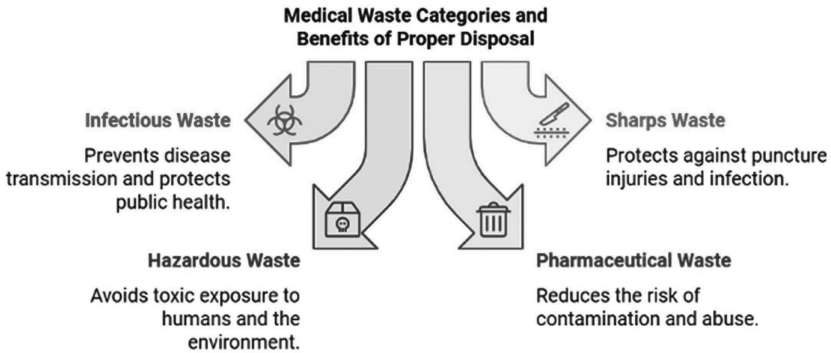 Medical Waste Categories and
Benefits of Proper Disposal
Infectious Waste
Prevents disease
transmission and protects
public health.
Sharps Waste
Protects against puncture
injuries and infection.
Hazardous Waste
Avoids toxic exposure to
humans and the
environment.
Pharmaceutical Waste
Reduces the risk of
contamination and abuse.